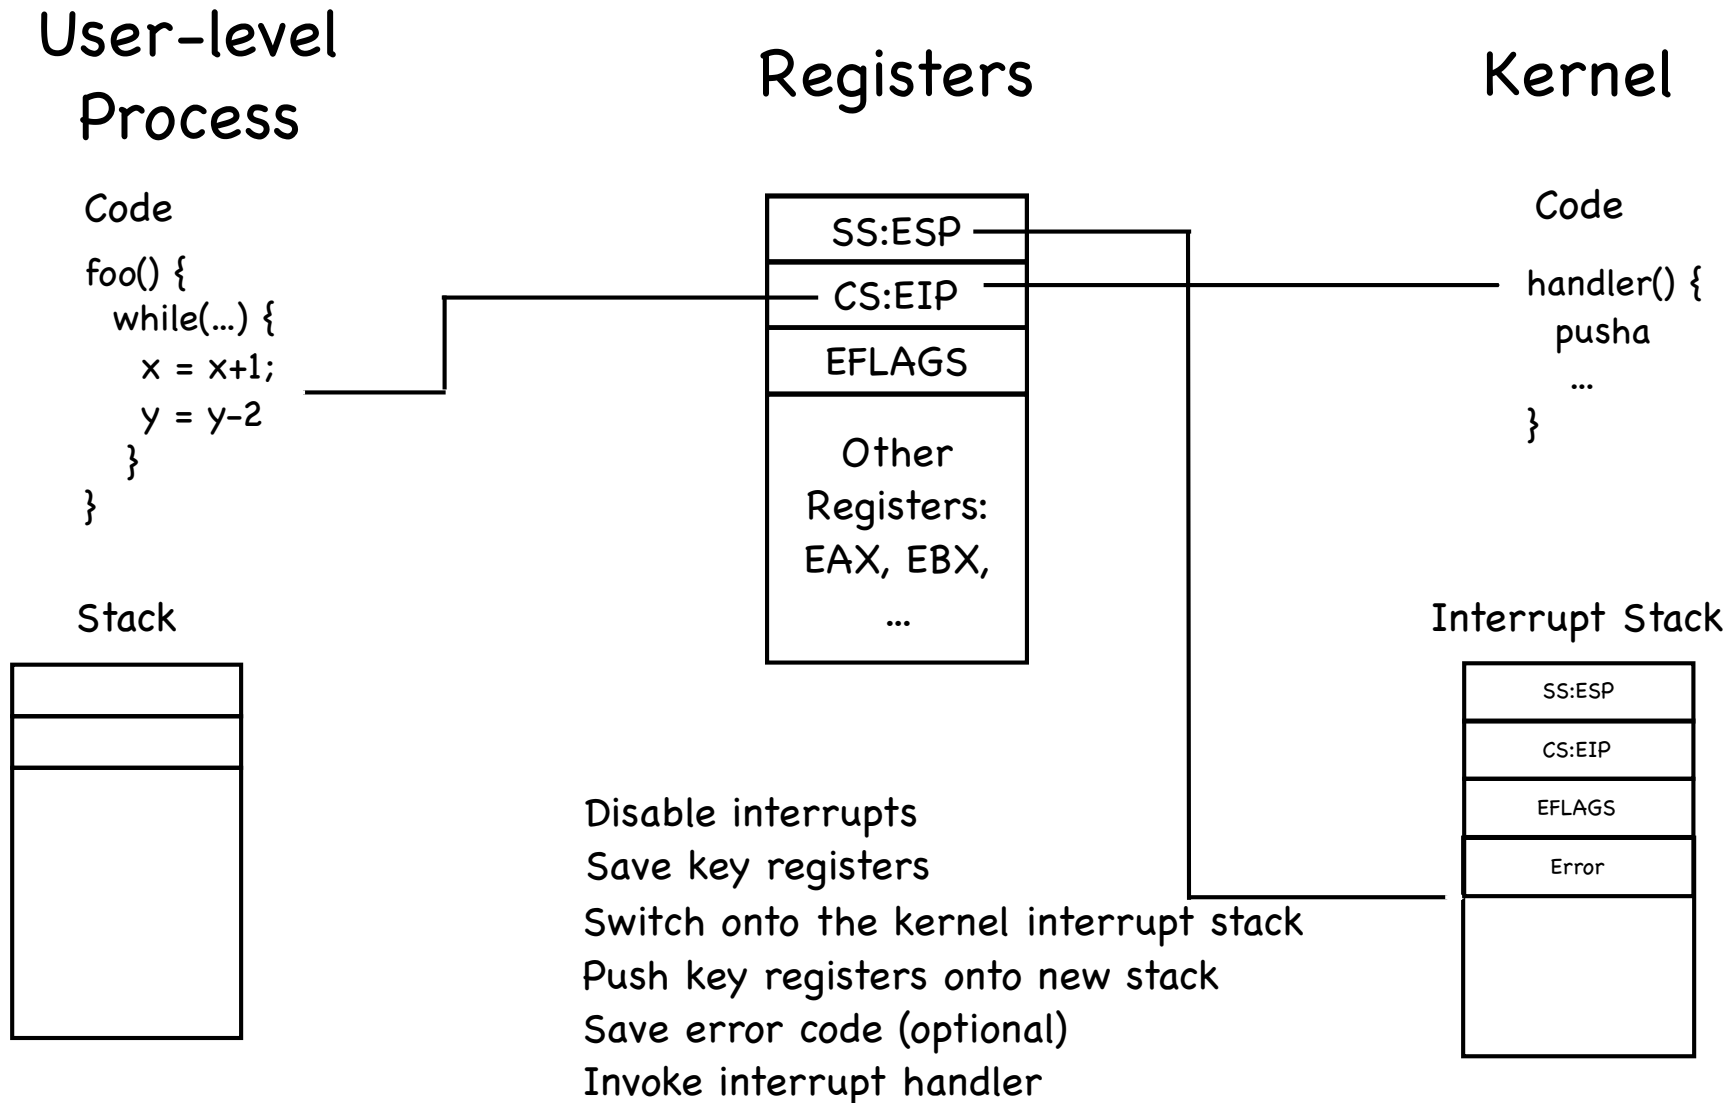 User-level
Process
Registers
Kernel
Code
foo() {
while(...) {
x = x+1;
y = y-2
}
}
Stack
SS:ESP
CS:EIP
EFLAGS
Other
Registers:
EAX, EBX,
...
Code
handler() {
pusha
...
}
Interrupt Stack
SS:ESP
CS:EIP
EFLAGS
Error
Disable interrupts
Save key registers
Switch onto the kernel interrupt stack
Push key registers onto new stack
Save error code (optional)
Invoke interrupt handler